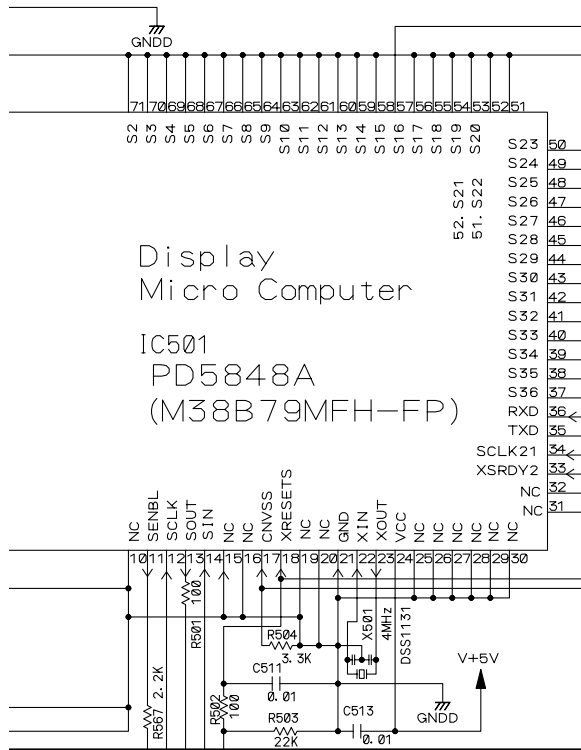 GNDD
71 70 69 68 67 66 65 64 63 62 61 60 59 58 57 56 55 54 53 52 51
S2 S3 S4 S5 S6 S7 S8 S9 S10 S11 S12 S13 S14 S15 S16 S17 S18 S19 S20
52. S21
51. S22
S23 50
S24 49
S25 48
S26 47
S27 46
S28 45
S29 44
S30 43
S31 42
S32 41
S33 40
S34 39
S35 38
S36 37
RXD 36
TXD 35
SCLK21 34
XSRDY2 33
NC 32
NC 31
Display
Micro Computer
IC501
PD5848A
(M38B79MFH-FP)
NC SENBL SCLK SOUT SIN NC NC CNVSS XRESETS NC NC GND XIN XOUT VCC NC NC NC NC NC NC
10 11 12 13 14 15 16 17 18 19 20 21 22 23 24 25 26 27 28 29 30
100
R501
R504
3.3K
X501
4MHz
DSS1131
V+5V
R567 2.2K
R502
100
C511
0.01
R503
22K
C513
0.01
GNDD